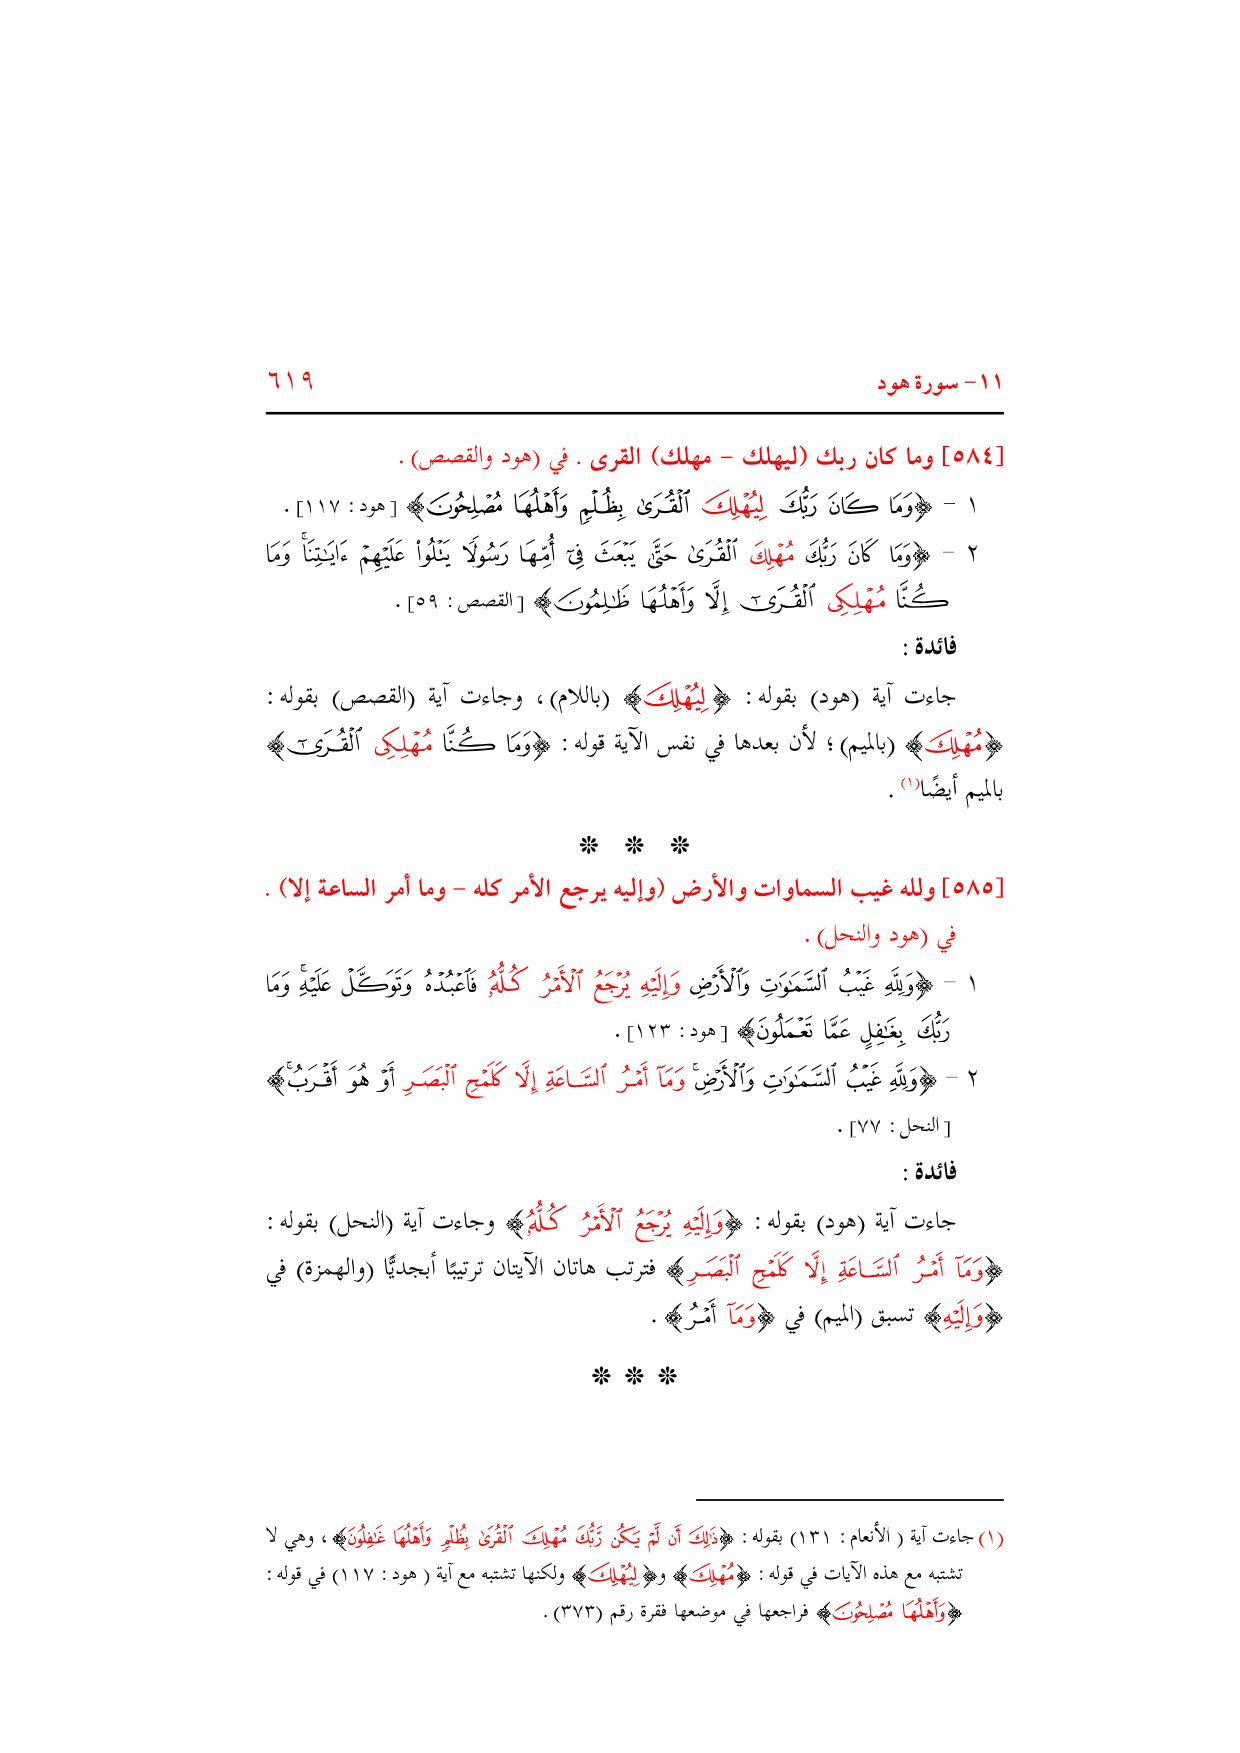 ١١- سورة هود
٦١٩
[٥٨٤] وما كان ربك (ليهلك – مهلك) القرى . في (هود والقصص) .
١ – ﴿وَمَا كَانَ رَبُّكَ لِيُهْلِكَ ٱلْقُرَىٰ بِظُلْمٍ وَأَهْلُهَا مُصْلِحُونَ﴾ [هود : ١١٧] .
٢ – ﴿وَمَا كَانَ رَبُّكَ مُهْلِكَ ٱلْقُرَىٰ حَتَّىٰ يَبْعَثَ فِىٓ أُمِّهَا رَسُولًا يَتْلُوا۟ عَلَيْهِمْ ءَايَـٰتِنَا ۚ وَمَا
كُنَّا مُهْلِكِى ٱلْقُرَىٰٓ إِلَّا وَأَهْلُهَا ظَـٰلِمُونَ﴾ [القصص : ٥٩] .
فائدة :
جاءت آية (هود) بقوله : ﴿لِيُهْلِكَ﴾ (باللام) ، وجاءت آية (القصص) بقوله :
﴿مُهْلِكَ﴾ (بالميم) ؛ لأن بعدها في نفس الآية قوله : ﴿وَمَا كُنَّا مُهْلِكِى ٱلْقُرَىٰٓ﴾
بالميم أيضًا(١) .
❊ ❊ ❊
[٥٨٥] ولله غيب السماوات والأرض (وإليه يرجع الأمر كله – وما أمر الساعة إلا) .
في (هود والنحل) .
١ – ﴿وَلِلَّهِ غَيْبُ ٱلسَّمَـٰوَٰتِ وَٱلْأَرْضِ وَإِلَيْهِ يُرْجَعُ ٱلْأَمْرُ كُلُّهُۥ فَٱعْبُدْهُ وَتَوَكَّلْ عَلَيْهِ ۚ وَمَا
رَبُّكَ بِغَـٰفِلٍ عَمَّا تَعْمَلُونَ﴾ [هود : ١٢٣] .
٢ – ﴿وَلِلَّهِ غَيْبُ ٱلسَّمَـٰوَٰتِ وَٱلْأَرْضِ ۚ وَمَآ أَمْرُ ٱلسَّاعَةِ إِلَّا كَلَمْحِ ٱلْبَصَرِ أَوْ هُوَ أَقْرَبُ ۚ﴾
[النحل : ٧٧] .
فائدة :
جاءت آية (هود) بقوله : ﴿وَإِلَيْهِ يُرْجَعُ ٱلْأَمْرُ كُلُّهُۥ﴾ وجاءت آية (النحل) بقوله :
﴿وَمَآ أَمْرُ ٱلسَّاعَةِ إِلَّا كَلَمْحِ ٱلْبَصَرِ﴾ فترتب هاتان الآيتان ترتيبًا أبجديًّا (والهمزة) في
﴿وَإِلَيْهِ﴾ تسبق (الميم) في ﴿وَمَآ أَمْرُ﴾ .
❊ ❊ ❊
(١) جاءت آية ( الأنعام : ١٣١) بقوله : ﴿ذَٰلِكَ أَن لَّمْ يَكُن رَّبُّكَ مُهْلِكَ ٱلْقُرَىٰ بِظُلْمٍ وَأَهْلُهَا غَـٰفِلُونَ﴾ ، وهي لا
تشتبه مع هذه الآيات في قوله : ﴿مُهْلِكَ﴾ و﴿لِيُهْلِكَ﴾ ولكنها تشتبه مع آية ( هود : ١١٧) في قوله :
﴿وَأَهْلُهَا مُصْلِحُونَ﴾ فراجعها في موضعها فقرة رقم (٣٧٣) .